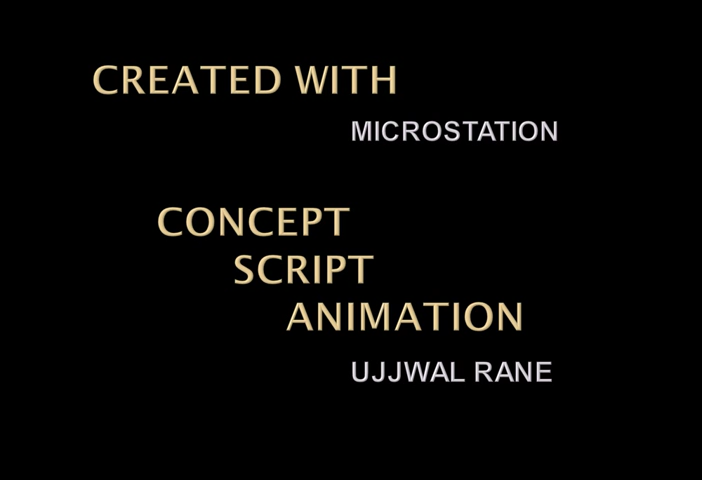 CREATED WITH
MICROSTATION
CONCEPT
SCRIPT
ANIMATION
UJJWAL RANE